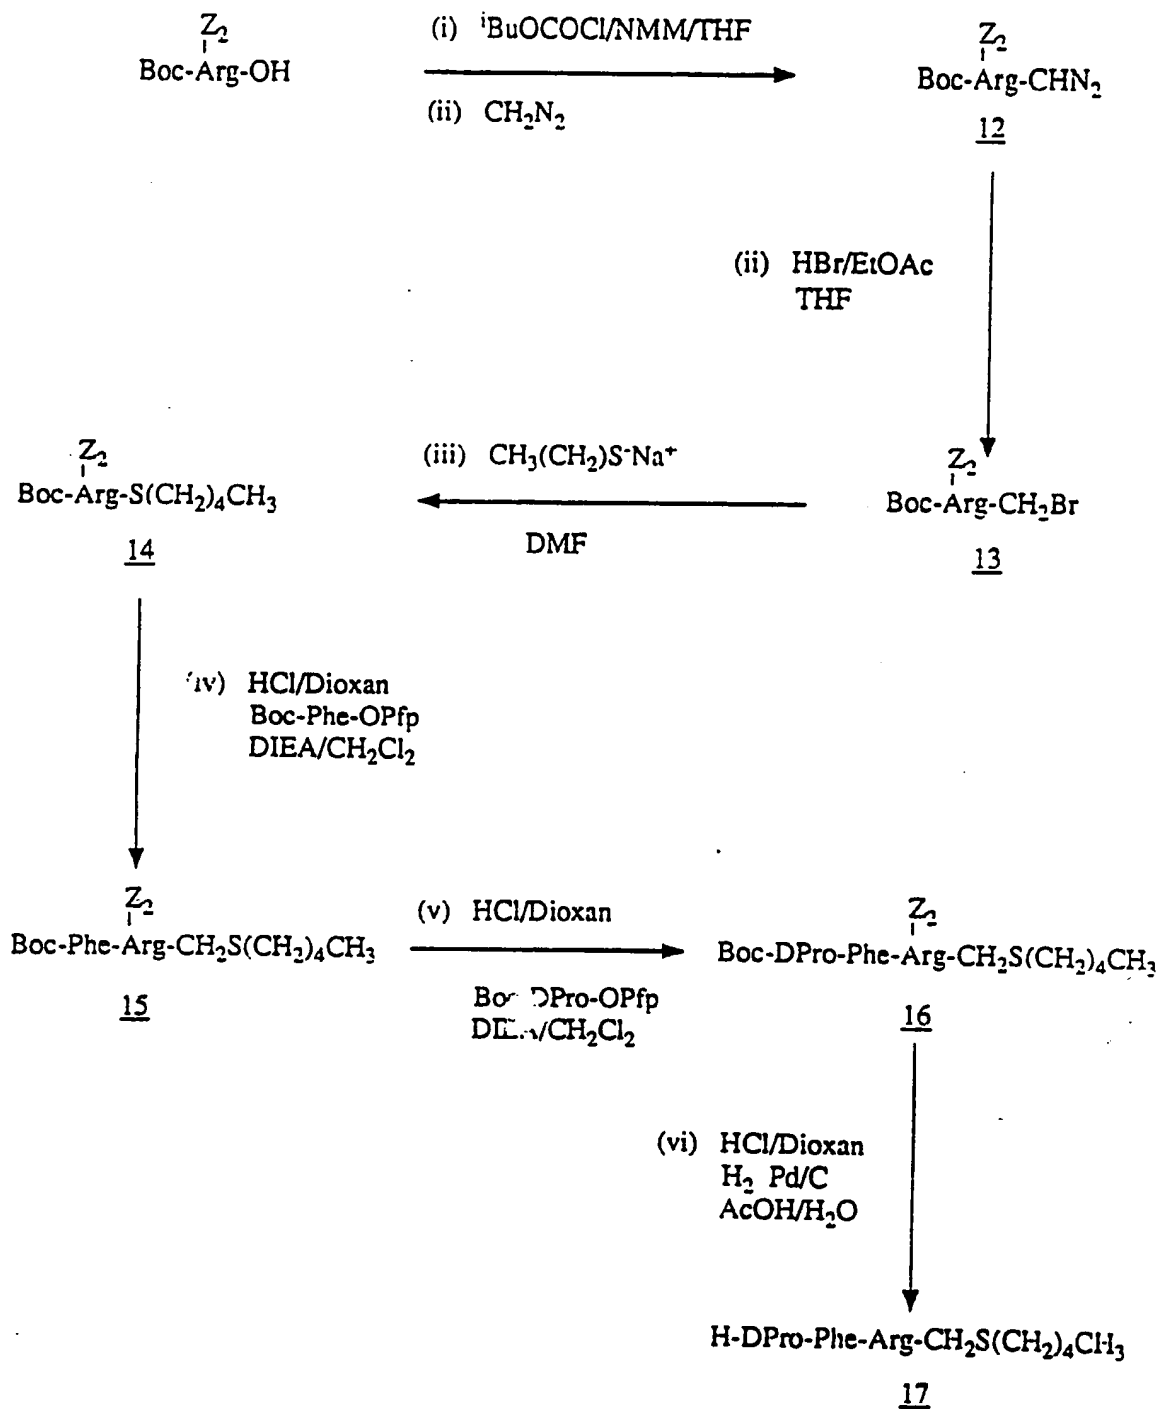 Z₂
Boc-Arg-OH
(i) ⁱBuOCOCl/NMM/THF
(ii) CH₂N₂
Z₂
Boc-Arg-CHN₂
12
(ii) HBr/EtOAc
THF
Z₂
Boc-Arg-CH₂Br
13
(iii) CH₃(CH₂)S⁻Na⁺
DMF
Z₂
Boc-Arg-S(CH₂)₄CH₃
14
iv) HCl/Dioxan
Boc-Phe-OPfp
DIEA/CH₂Cl₂
Z₂
Boc-Phe-Arg-CH₂S(CH₂)₄CH₃
15
(v) HCl/Dioxan
DPro-OPfp
/CH₂Cl₂
Z₂
Boc-DPro-Phe-Arg-CH₂S(CH₂)₄CH₃
16
(vi) HCl/Dioxan
H₂ Pd/C
AcOH/H₂O
H-DPro-Phe-Arg-CH₂S(CH₂)₄CH₃
17